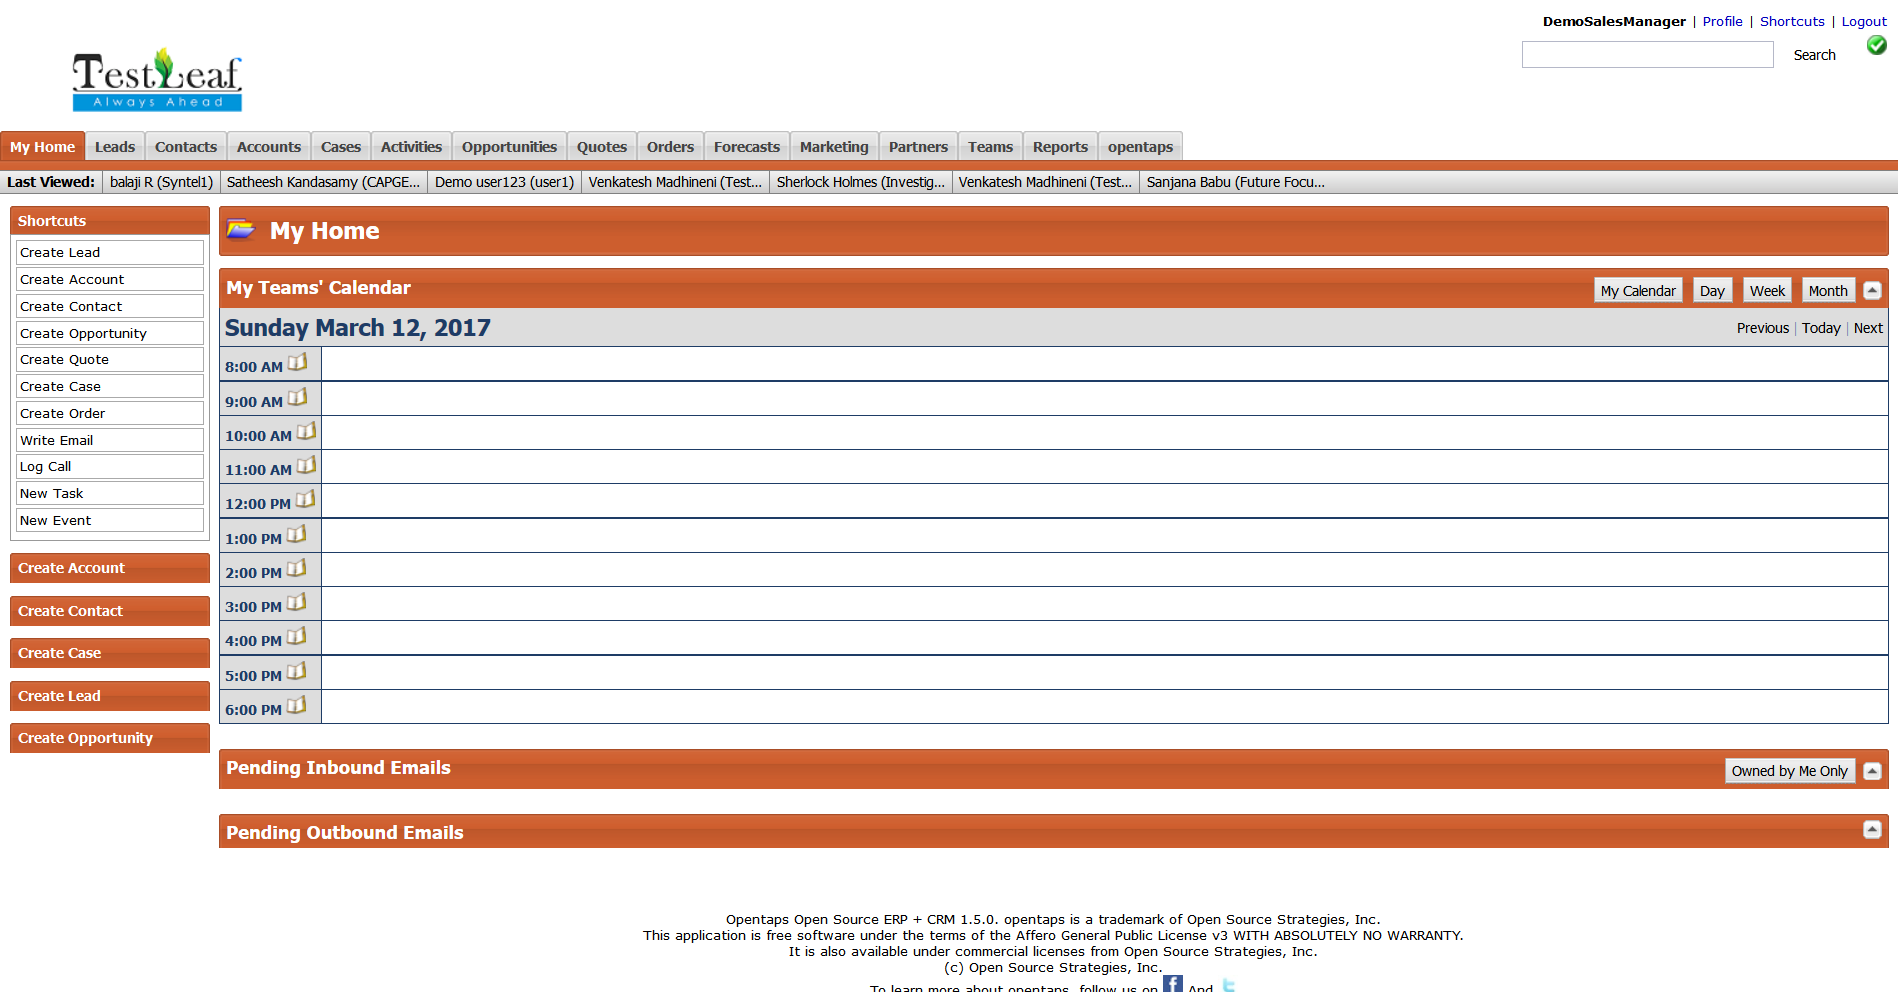 DemoSalesManager | Profile | Shortcuts | Logout
Search
TestLeaf
Always Ahead
My Home Leads Contacts Accounts Cases Activities Opportunities Quotes Orders Forecasts Marketing Partners Teams Reports opentaps
Last Viewed: balaji R (Syntel1) Satheesh Kandasamy (CAPGE... Demo user123 (user1) Venkatesh Madhineni (Test... Sherlock Holmes (Investig... Venkatesh Madhineni (Test... Sanjana Babu (Future Focu...
Shortcuts
Create Lead
Create Account
Create Contact
Create Opportunity
Create Quote
Create Case
Create Order
Write Email
Log Call
New Task
New Event
Create Account
Create Contact
Create Case
Create Lead
Create Opportunity
My Home
My Teams' Calendar My Calendar Day Week Month
Sunday March 12, 2017 Previous | Today | Next
8:00 AM
9:00 AM
10:00 AM
11:00 AM
12:00 PM
1:00 PM
2:00 PM
3:00 PM
4:00 PM
5:00 PM
6:00 PM
Pending Inbound Emails Owned by Me Only
Pending Outbound Emails
Opentaps Open Source ERP + CRM 1.5.0. opentaps is a trademark of Open Source Strategies, Inc.
This application is free software under the terms of the Affero General Public License v3 WITH ABSOLUTELY NO WARRANTY.
It is also available under commercial licenses from Open Source Strategies, Inc.
(c) Open Source Strategies, Inc.
To learn more about opentaps, follow us on f And t